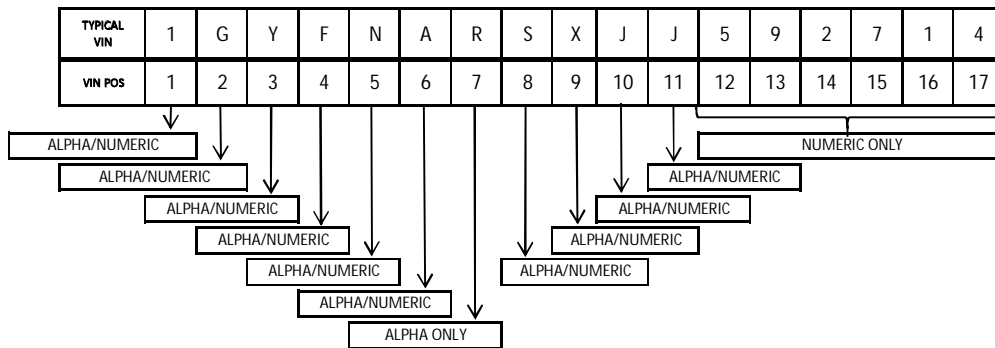 TYPICAL VIN 1 G Y F N A R S X J J 5 9 2 7 1 4
VIN POS 1 2 3 4 5 6 7 8 9 10 11 12 13 14 15 16 17
ALPHA/NUMERIC NUMERIC ONLY
ALPHA/NUMERIC ALPHA/NUMERIC
ALPHA/NUMERIC ALPHA/NUMERIC
ALPHA/NUMERIC ALPHA/NUMERIC
ALPHA/NUMERIC ALPHA/NUMERIC
ALPHA/NUMERIC
ALPHA ONLY